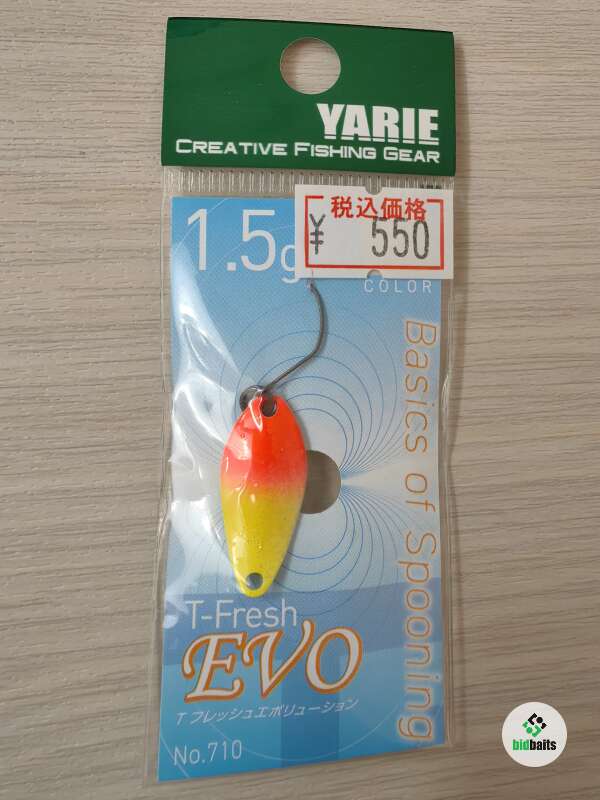 YARIE
CREATIVE FISHING GEAR
税込価格
¥ 550
1.5g
COLOR
Basics of Spooning
T-Fresh
EVO
T フレッシュエボリューション
No.710
bidbaits